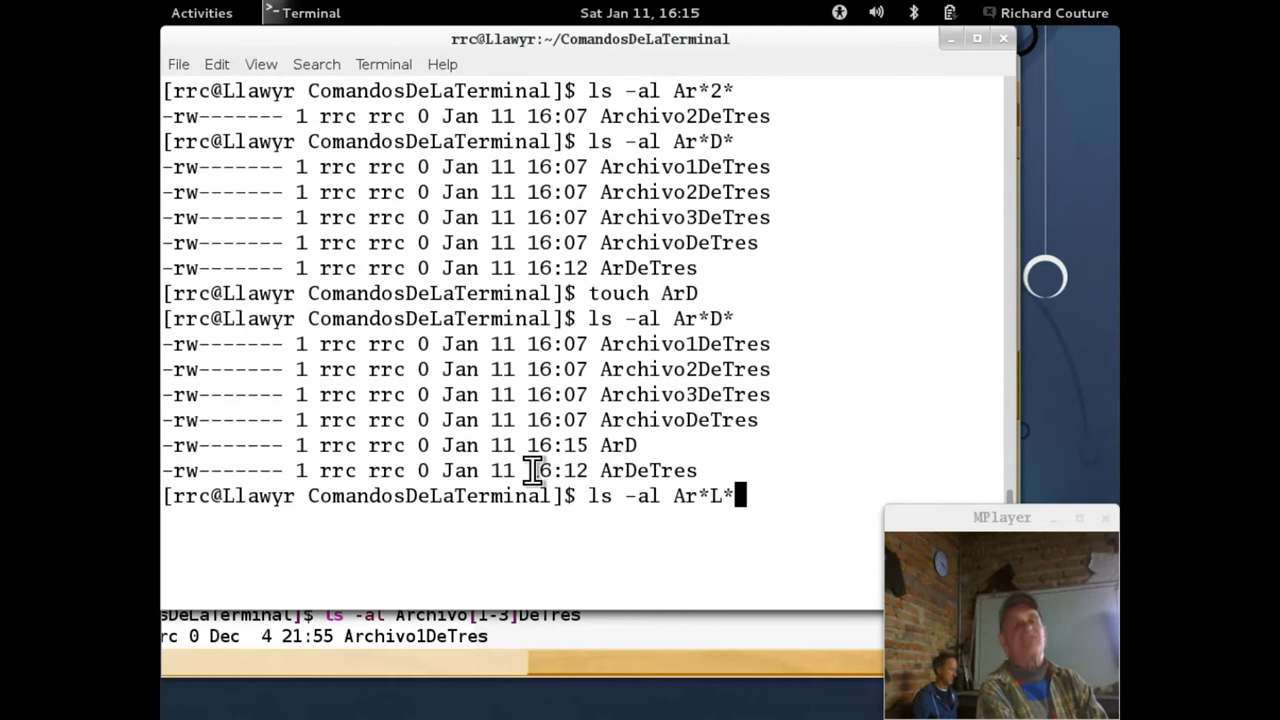 Activities Terminal Sat Jan 11, 16:15 Richard Couture
rrc@Llawyr:~/ComandosDeLaTerminal
File Edit View Search Terminal Help
[rrc@Llawyr ComandosDeLaTerminal]$ ls -al Ar*2*
-rw------- 1 rrc rrc 0 Jan 11 16:07 Archivo2DeTres
[rrc@Llawyr ComandosDeLaTerminal]$ ls -al Ar*D*
-rw------- 1 rrc rrc 0 Jan 11 16:07 Archivo1DeTres
-rw------- 1 rrc rrc 0 Jan 11 16:07 Archivo2DeTres
-rw------- 1 rrc rrc 0 Jan 11 16:07 Archivo3DeTres
-rw------- 1 rrc rrc 0 Jan 11 16:07 ArchivoDeTres
-rw------- 1 rrc rrc 0 Jan 11 16:12 ArDeTres
[rrc@Llawyr ComandosDeLaTerminal]$ touch ArD
[rrc@Llawyr ComandosDeLaTerminal]$ ls -al Ar*D*
-rw------- 1 rrc rrc 0 Jan 11 16:07 Archivo1DeTres
-rw------- 1 rrc rrc 0 Jan 11 16:07 Archivo2DeTres
-rw------- 1 rrc rrc 0 Jan 11 16:07 Archivo3DeTres
-rw------- 1 rrc rrc 0 Jan 11 16:07 ArchivoDeTres
-rw------- 1 rrc rrc 0 Jan 11 16:15 ArD
-rw------- 1 rrc rrc 0 Jan 11 16:12 ArDeTres
[rrc@Llawyr ComandosDeLaTerminal]$ ls -al Ar*L*
MPlayer
osDeLaTerminal]$ ls -al Archivo[1-3]DeTres
rc 0 Dec 4 21:55 Archivo1DeTres